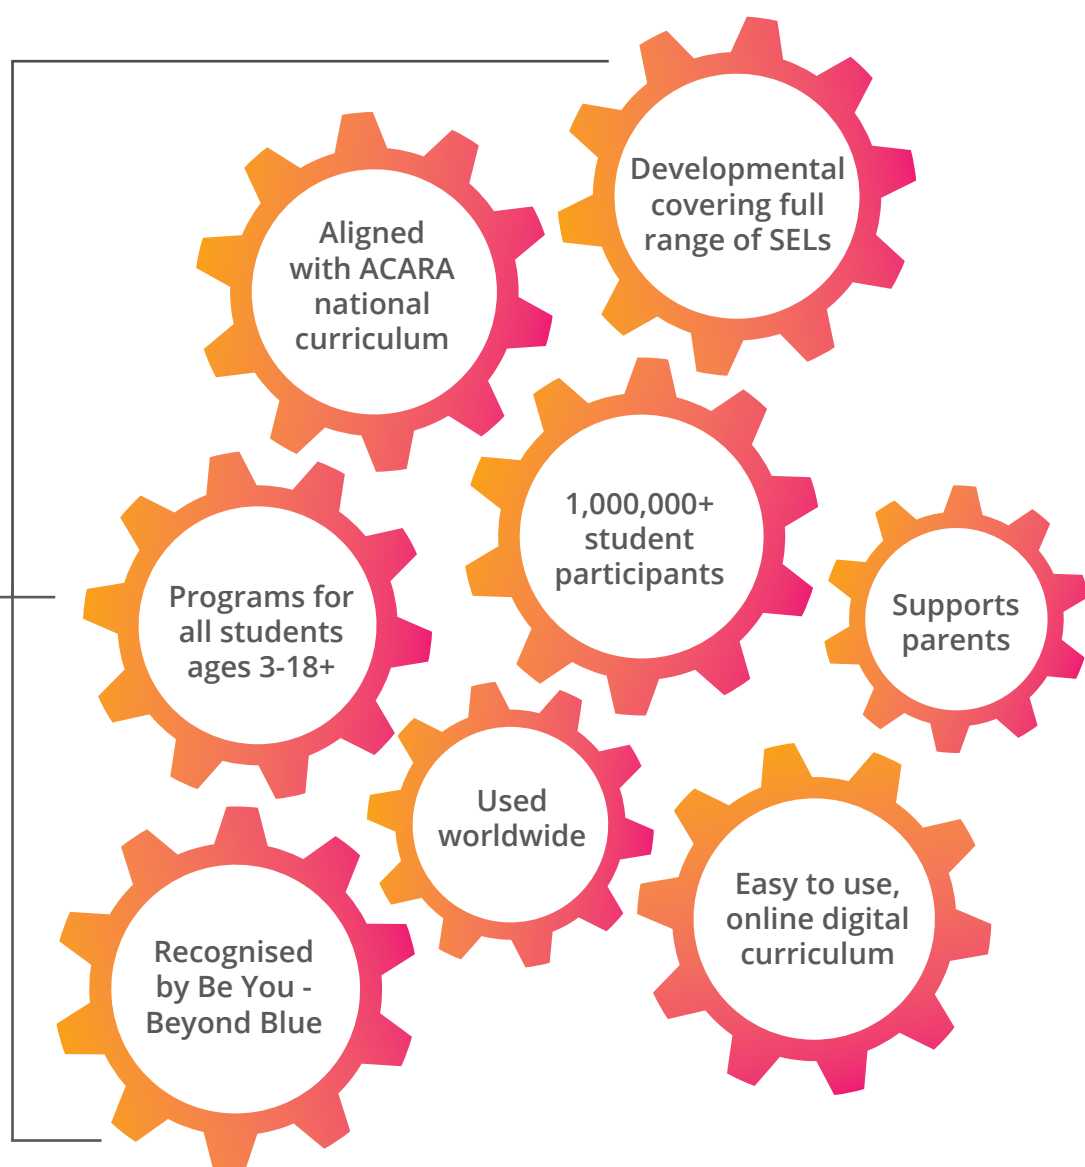 Developmental
covering full
range of SELs
Aligned
with ACARA
national
curriculum
1,000,000+
student
participants
Programs for
all students
ages 3-18+
Supports
parents
Used
worldwide
Easy to use,
online digital
curriculum
Recognised
by Be You -
Beyond Blue